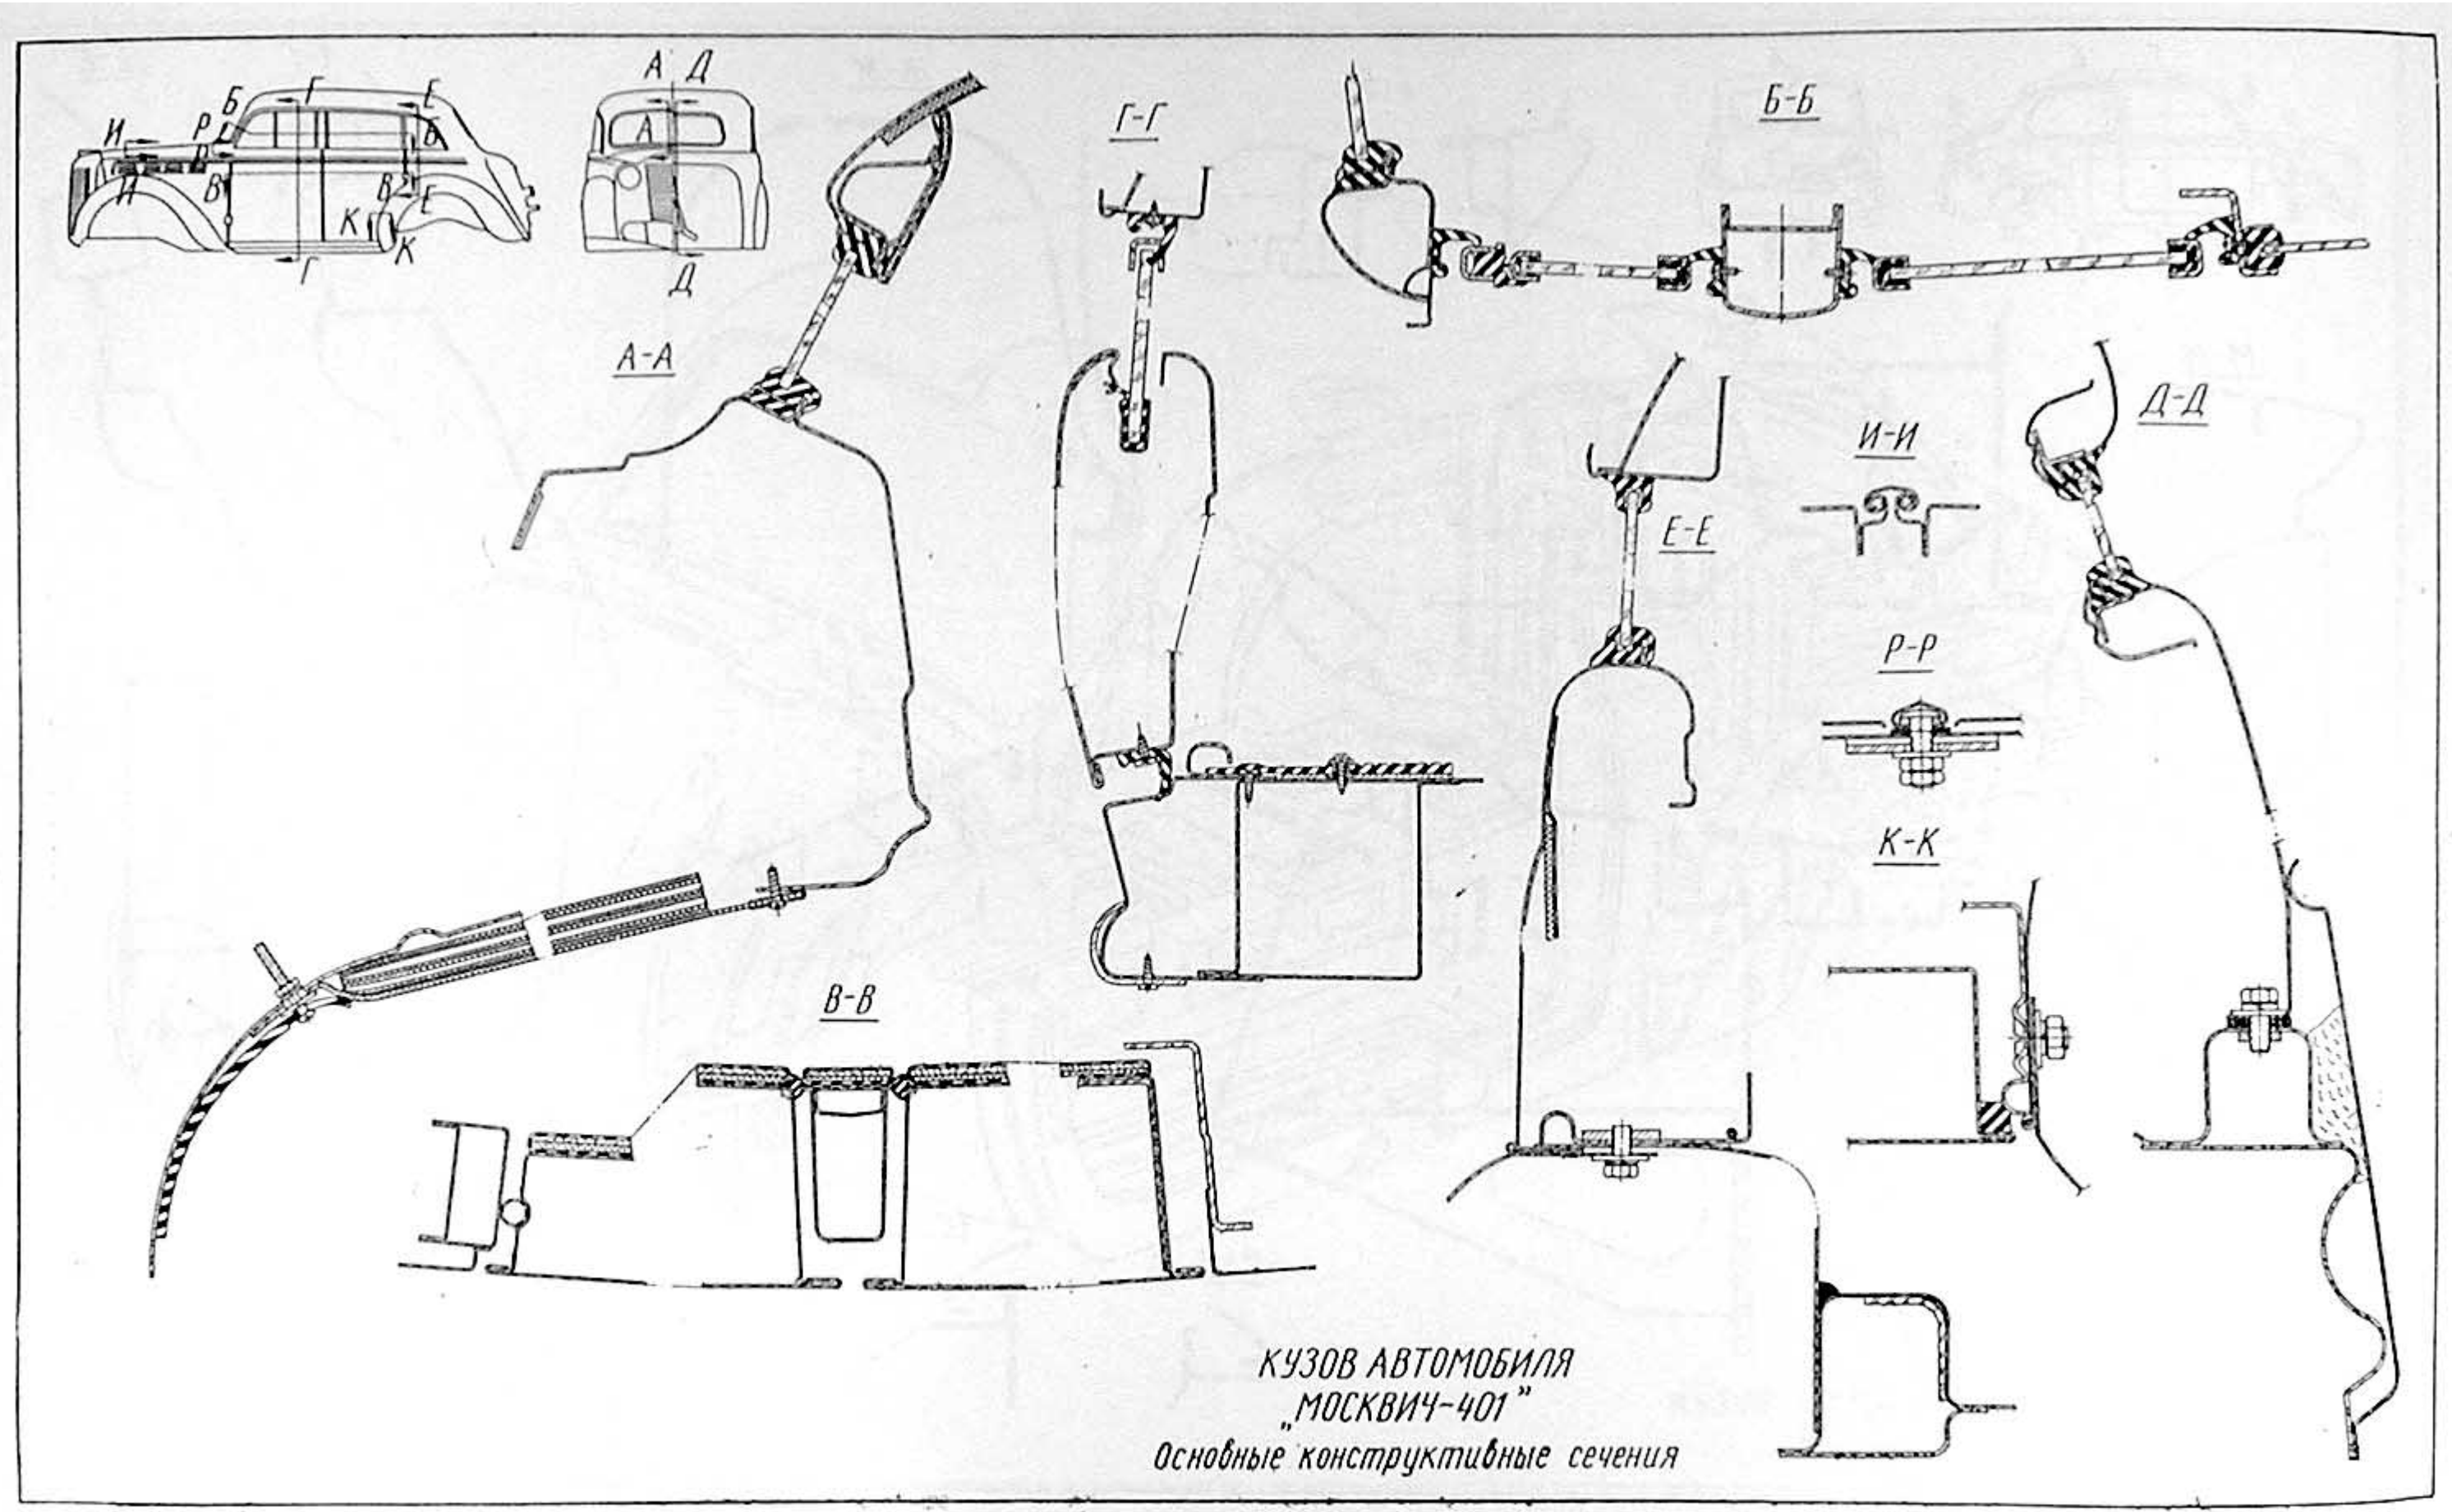 А Д
Б Г Е
И Р А Б
И В В Е
К К
Г Д
А-А
Г-Г
Б-Б
Д-Д
И-И
Е-Е
Р-Р
К-К
В-В
КУЗОВ АВТОМОБИЛЯ
„МОСКВИЧ-401”
Основные конструктивные сечения